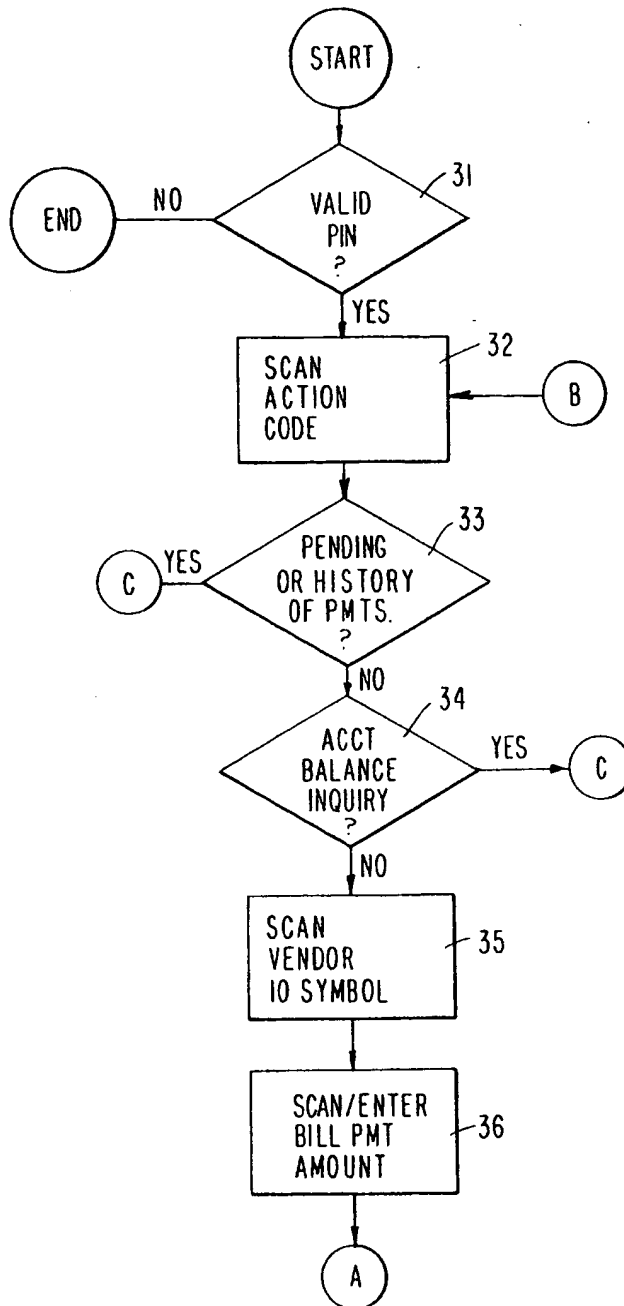 START
31
VALID
PIN
?
NO
END
YES
32
SCAN
ACTION
CODE
B
33
PENDING
OR HISTORY
OF PMTS.
?
YES
C
NO
34
ACCT
BALANCE
INQUIRY
?
YES
C
NO
35
SCAN
VENDOR
IO SYMBOL
36
SCAN/ENTER
BILL PMT
AMOUNT
A